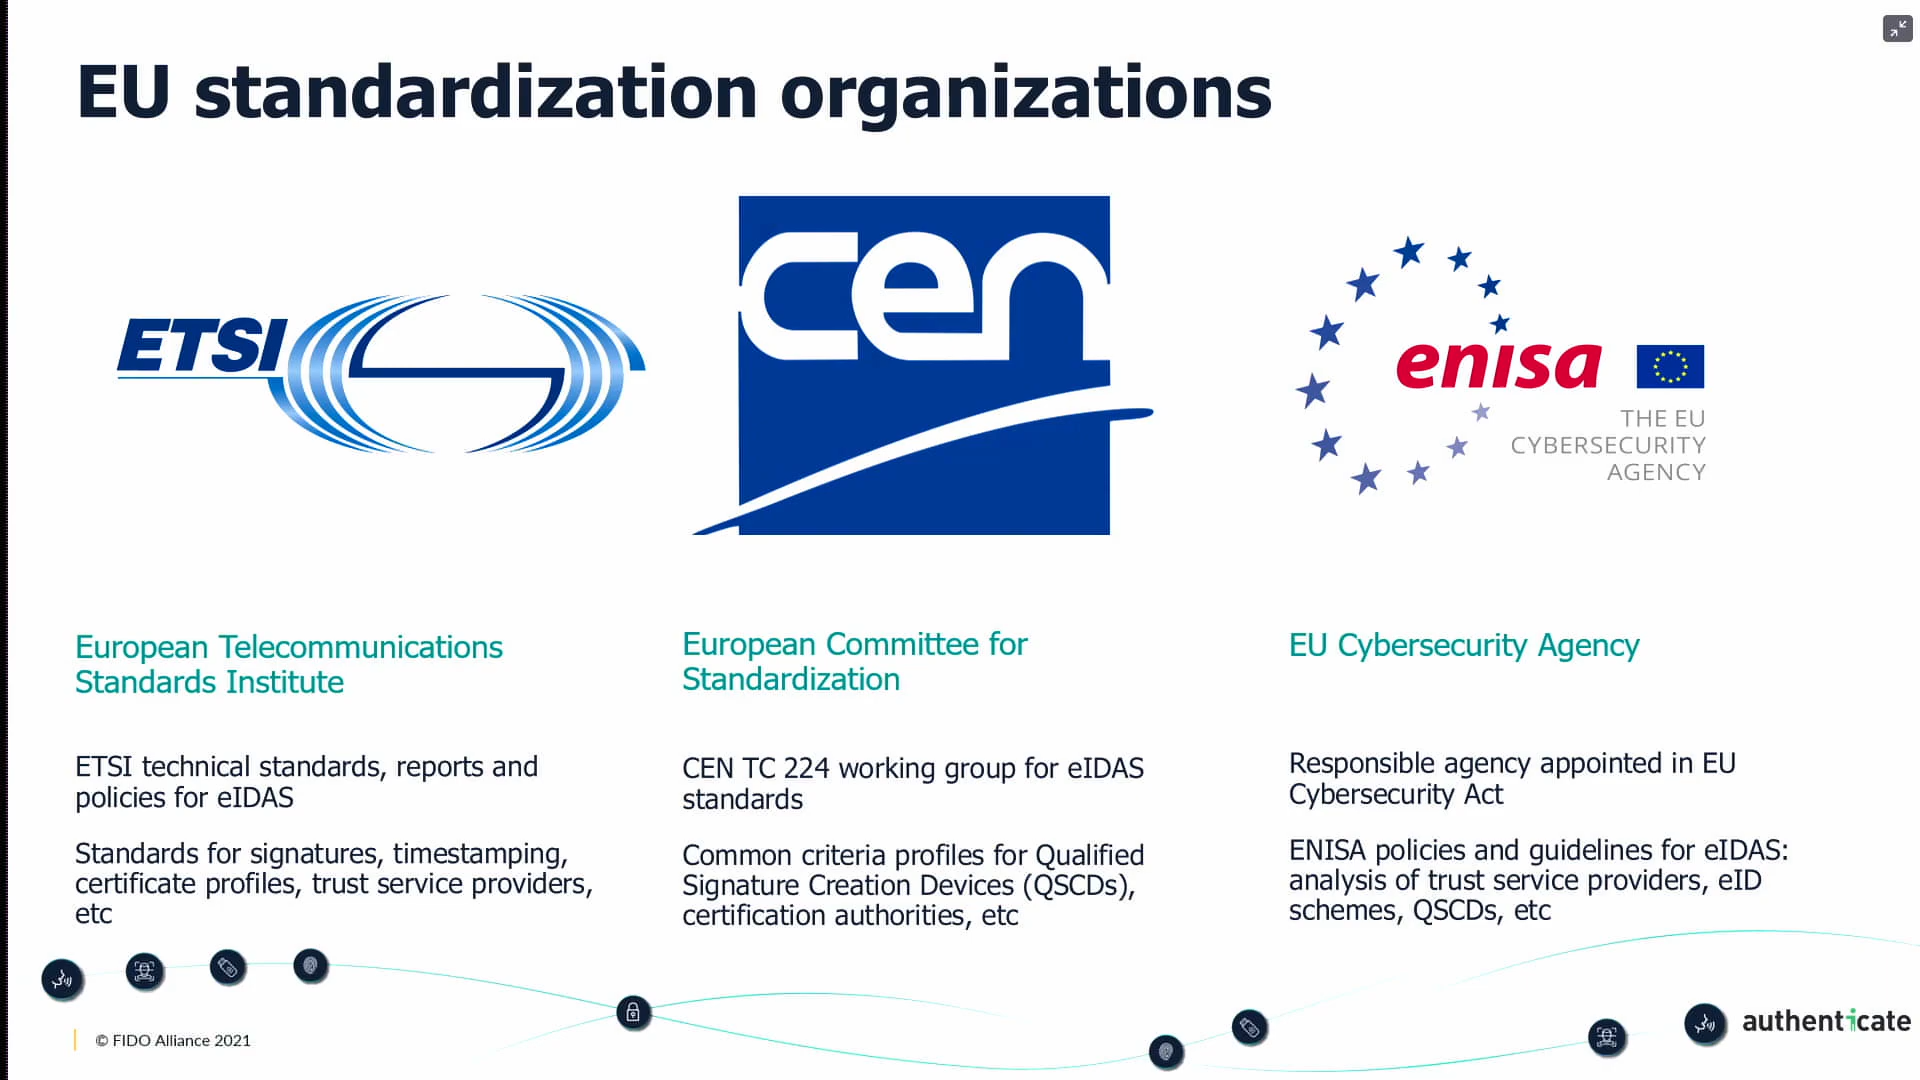 EU standardization organizations
ETSI
cen
enisa
THE EU
CYBERSECURITY
AGENCY
European Telecommunications
Standards Institute
ETSI technical standards, reports and
policies for eIDAS
Standards for signatures, timestamping,
certificate profiles, trust service providers,
etc
European Committee for
Standardization
CEN TC 224 working group for eIDAS
standards
Common criteria profiles for Qualified
Signature Creation Devices (QSCDs),
certification authorities, etc
EU Cybersecurity Agency
Responsible agency appointed in EU
Cybersecurity Act
ENISA policies and guidelines for eIDAS:
analysis of trust service providers, eID
schemes, QSCDs, etc
© FIDO Alliance 2021
authenticate